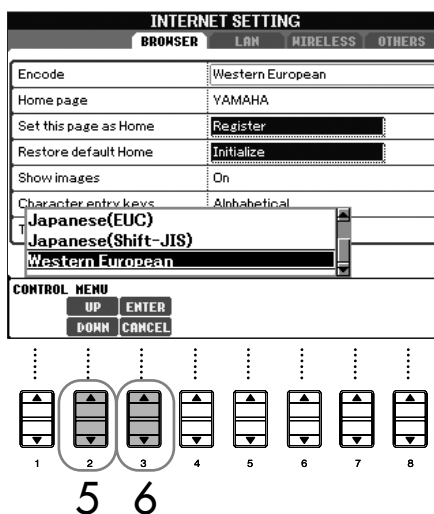 INTERNET SETTING
BROWSER LAN WIRELESS OTHERS
Encode Western European
Home page YAMAHA
Set this page as Home Register
Restore default Home Initialize
Show images On
Character entry keys Alphabetical
T
Japanese(EUC)
Japanese(Shift-JIS)
Western European
CONTROL MENU
UP ENTER
DOWN CANCEL
1 2 3 4 5 6 7 8
5 6